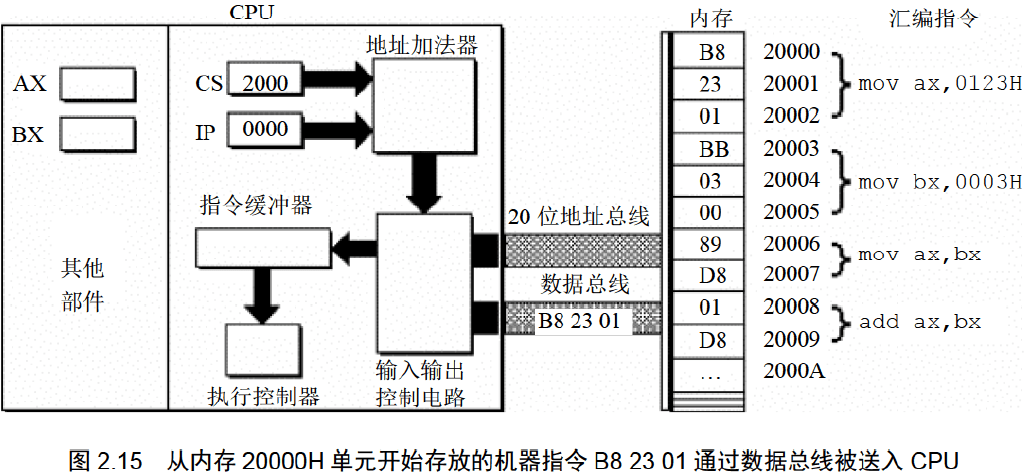 CPU
内存
汇编指令
地址加法器
AX
BX
CS 2000
IP 0000
指令缓冲器
其他
部件
执行控制器
输入输出
控制电路
20 位地址总线
数据总线
B8 23 01
B8 20000
23 20001
01 20002
mov ax,0123H
BB 20003
03 20004
00 20005
mov bx,0003H
89 20006
D8 20007
mov ax,bx
01 20008
D8 20009
add ax,bx
… 2000A
图 2.15 从内存 20000H 单元开始存放的机器指令 B8 23 01 通过数据总线被送入 CPU